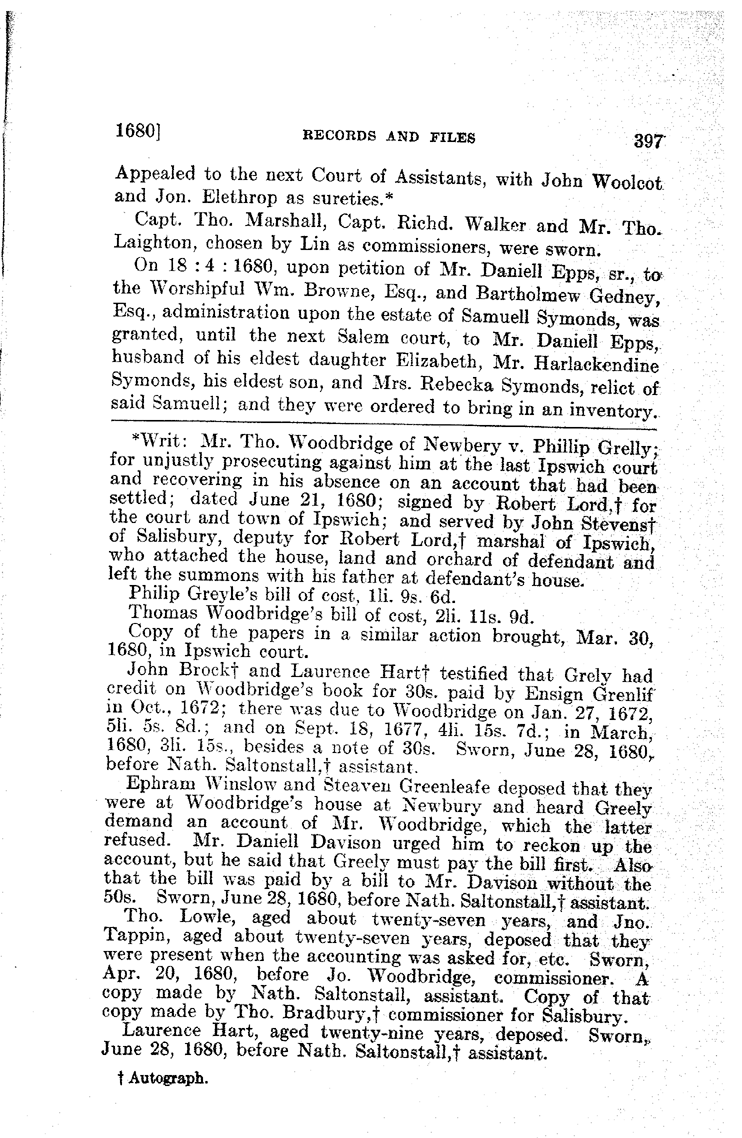 1680] RECORDS AND FILES 397
Appealed to the next Court of Assistants, with John Woolcot
and Jon. Elethrop as sureties.*
Capt. Tho. Marshall, Capt. Richd. Walker and Mr. Tho.
Laighton, chosen by Lin as commissioners, were sworn.
On 18 : 4 : 1680, upon petition of Mr. Daniell Epps, sr., to
the Worshipful Wm. Browne, Esq., and Bartholmew Gedney,
Esq., administration upon the estate of Samuell Symonds, was
granted, until the next Salem court, to Mr. Daniell Epps,
husband of his eldest daughter Elizabeth, Mr. Harlackendine
Symonds, his eldest son, and Mrs. Rebecka Symonds, relict of
said Samuell; and they were ordered to bring in an inventory.
*Writ: Mr. Tho. Woodbridge of Newbery v. Phillip Grelly;
for unjustly prosecuting against him at the last Ipswich court
and recovering in his absence on an account that had been
settled; dated June 21, 1680; signed by Robert Lord,† for
the court and town of Ipswich; and served by John Stevens†
of Salisbury, deputy for Robert Lord,† marshal of Ipswich,
who attached the house, land and orchard of defendant and
left the summons with his father at defendant's house.
Philip Greyle's bill of cost, 1li. 9s. 6d.
Thomas Woodbridge's bill of cost, 2li. 11s. 9d.
Copy of the papers in a similar action brought, Mar. 30,
1680, in Ipswich court.
John Brock† and Laurence Hart† testified that Grely had
credit on Woodbridge's book for 30s. paid by Ensign Grenlif
in Oct., 1672; there was due to Woodbridge on Jan. 27, 1672,
5li. 5s. 8d.; and on Sept. 18, 1677, 4li. 15s. 7d.; in March,
1680, 3li. 15s., besides a note of 30s. Sworn, June 28, 1680,
before Nath. Saltonstall,† assistant.
Ephram Winslow and Steaven Greenleafe deposed that they
were at Woodbridge's house at Newbury and heard Greely
demand an account of Mr. Woodbridge, which the latter
refused. Mr. Daniell Davison urged him to reckon up the
account, but he said that Greely must pay the bill first. Also
that the bill was paid by a bill to Mr. Davison without the
50s. Sworn, June 28, 1680, before Nath. Saltonstall,† assistant.
Tho. Lowle, aged about twenty-seven years, and Jno.
Tappin, aged about twenty-seven years, deposed that they
were present when the accounting was asked for, etc. Sworn,
Apr. 20, 1680, before Jo. Woodbridge, commissioner. A
copy made by Nath. Saltonstall, assistant. Copy of that
copy made by Tho. Bradbury,† commissioner for Salisbury.
Laurence Hart, aged twenty-nine years, deposed. Sworn,
June 28, 1680, before Nath. Saltonstall,† assistant.
† Autograph.